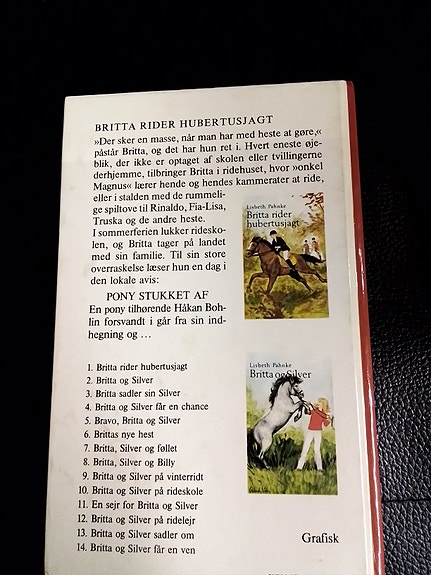 BRITTA RIDER HUBERTUSJAGT
»Der sker en masse, når man har med heste at gøre,«
påstår Britta, og det har hun ret i. Hvert eneste øje-
blik, der ikke er optaget af skolen eller tvillingerne
derhjemme, tilbringer Britta i ridehuset, hvor »onkel
Magnus« lærer hende og hendes kammerater at ride,
eller i stalden med de rummeli-
ge spiltove til Rinaldo, Fia-Lisa,
Truska og de andre heste.
I sommerferien lukker ridesko-
len, og Britta tager på landet
med sin familie. Til sin store
overraskelse læser hun en dag i
den lokale avis:
PONY STUKKET AF
En pony tilhørende Håkan Boh-
lin forsvandt i går fra sin ind-
hegning og ...
Lisbeth Pahnke
Britta rider
hubertusjagt
Lisbeth Pahnke
Britta og Silver
1. Britta rider hubertusjagt
2. Britta og Silver
3. Britta sadler sin Silver
4. Britta og Silver får en chance
5. Bravo, Britta og Silver
6. Brittas nye hest
7. Britta, Silver og føllet
8. Britta, Silver og Billy
9. Britta og Silver på vinterridt
10. Britta og Silver på rideskole
11. En sejr for Britta og Silver
12. Britta og Silver på ridelejr
13. Britta og Silver sadler om
14. Britta og Silver får en ven
Grafisk